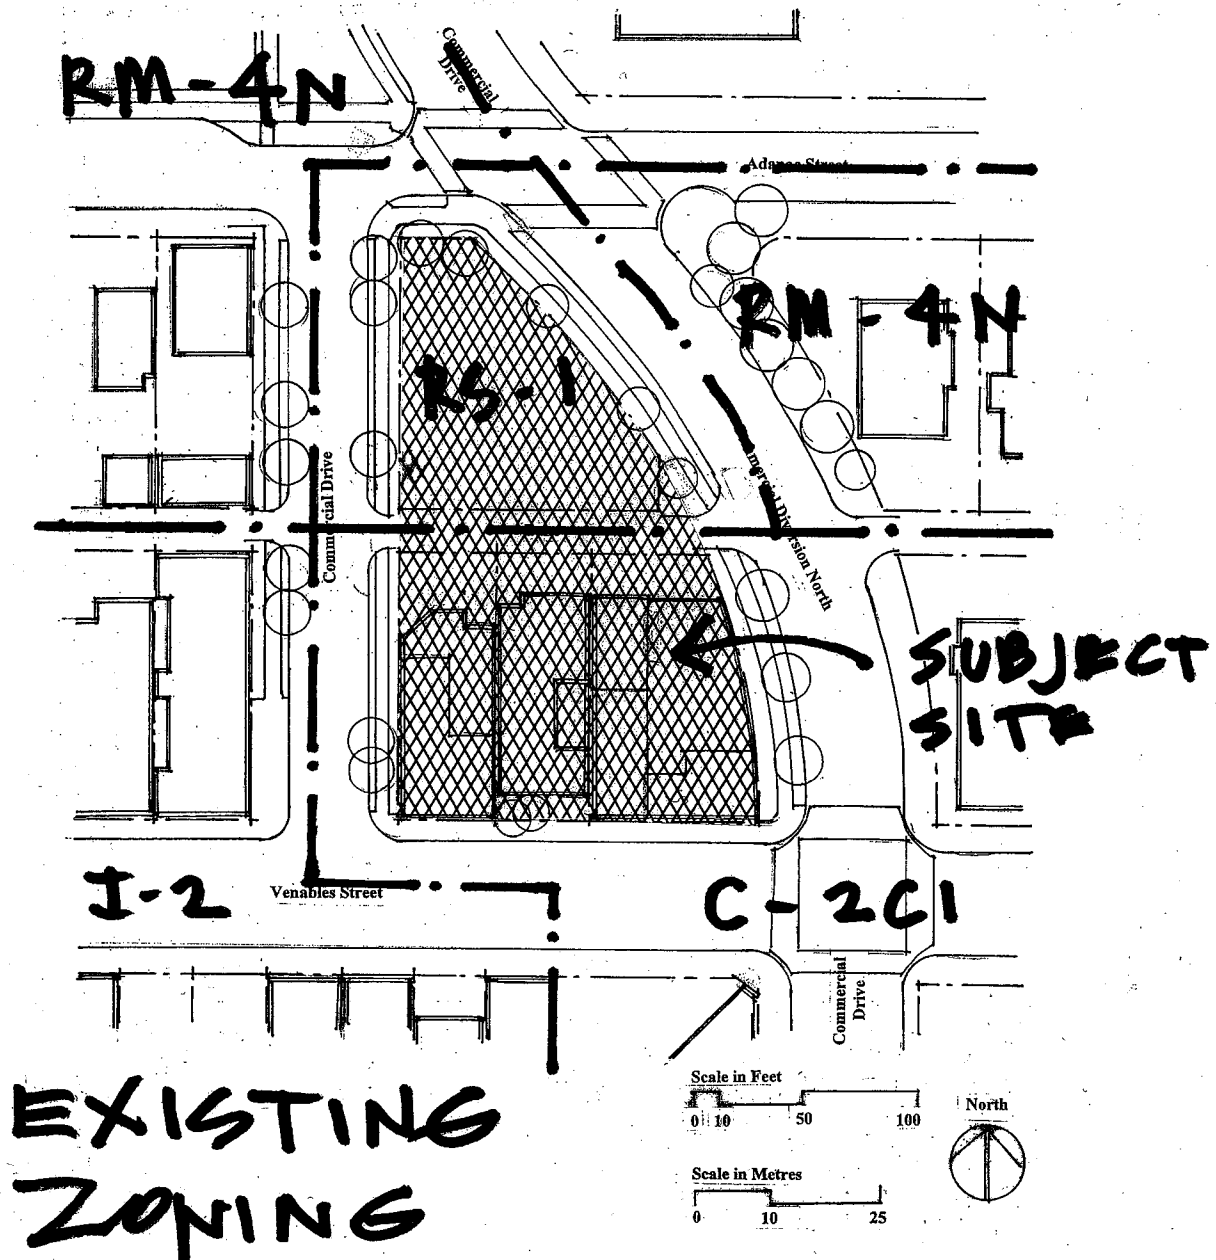 Commercial
Drive
RM-4N
Adanac Street
RM-4N
RS-1
Commercial Drive
Commercial Diversion North
SUBJECT
SITE
I-2
Venables Street
C-2C1
Commercial
Drive
EXISTING
ZONING
Scale in Feet
0 10 50 100
North
Scale in Metres
0 10 25